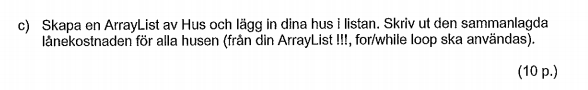 c) Skapa en ArrayList av Hus och lägg in dina hus i listan. Skriv ut den sammanlagda
lånekostnaden för alla husen (från din ArrayList !!!, for/while loop ska användas).
(10 p.)